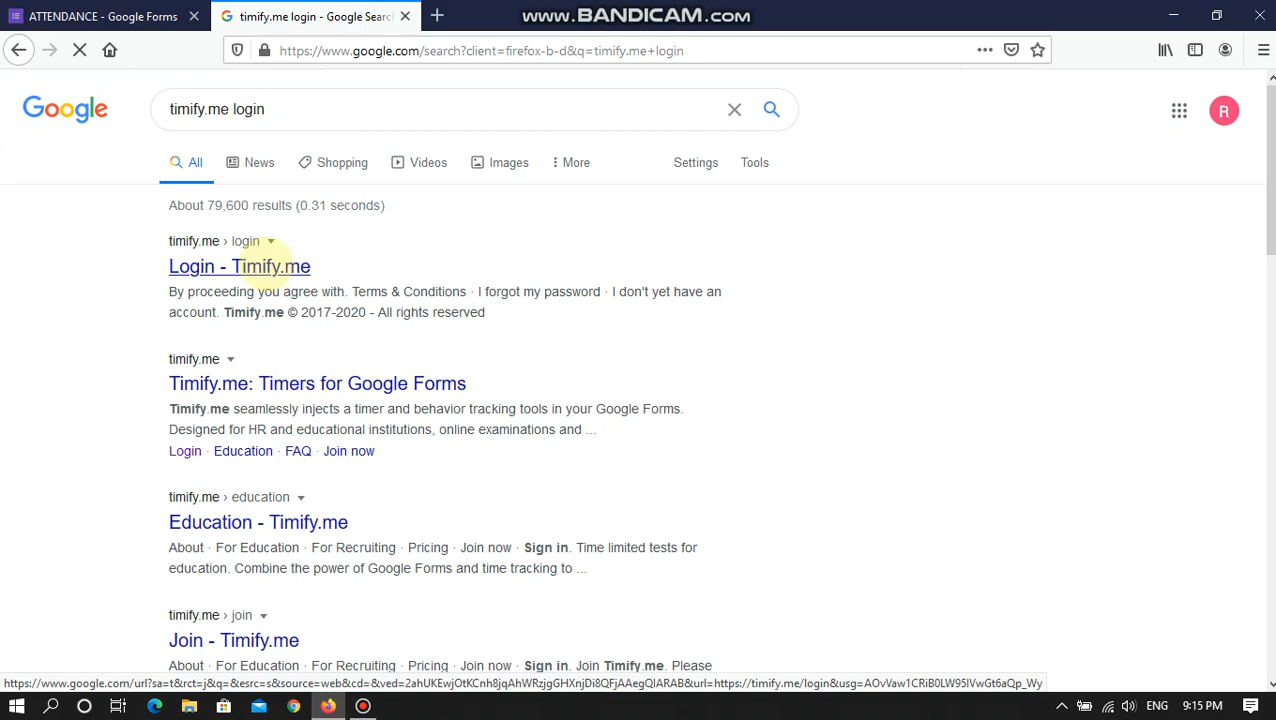 ATTENDANCE - Google Forms
timify.me login - Google Search
www.BANDICAM.com
https://www.google.com/search?client=firefox-b-d&q=timify.me+login
Google
timify.me login
R
All
News
Shopping
Videos
Images
More
Settings
Tools
About 79,600 results (0.31 seconds)
timify.me › login
Login - Timify.me
By proceeding you agree with. Terms & Conditions · I forgot my password · I don't yet have an
account. Timify.me © 2017-2020 - All rights reserved
timify.me
Timify.me: Timers for Google Forms
Timify.me seamlessly injects a timer and behavior tracking tools in your Google Forms.
Designed for HR and educational institutions, online examinations and ...
Login · Education · FAQ · Join now
timify.me › education
Education - Timify.me
About · For Education · For Recruiting · Pricing · Join now · Sign in. Time limited tests for
education. Combine the power of Google Forms and time tracking to ...
timify.me › join
Join - Timify.me
About · For Education · For Recruiting · Pricing · Join now · Sign in. Join Timify.me. Please
ENG
9:15 PM